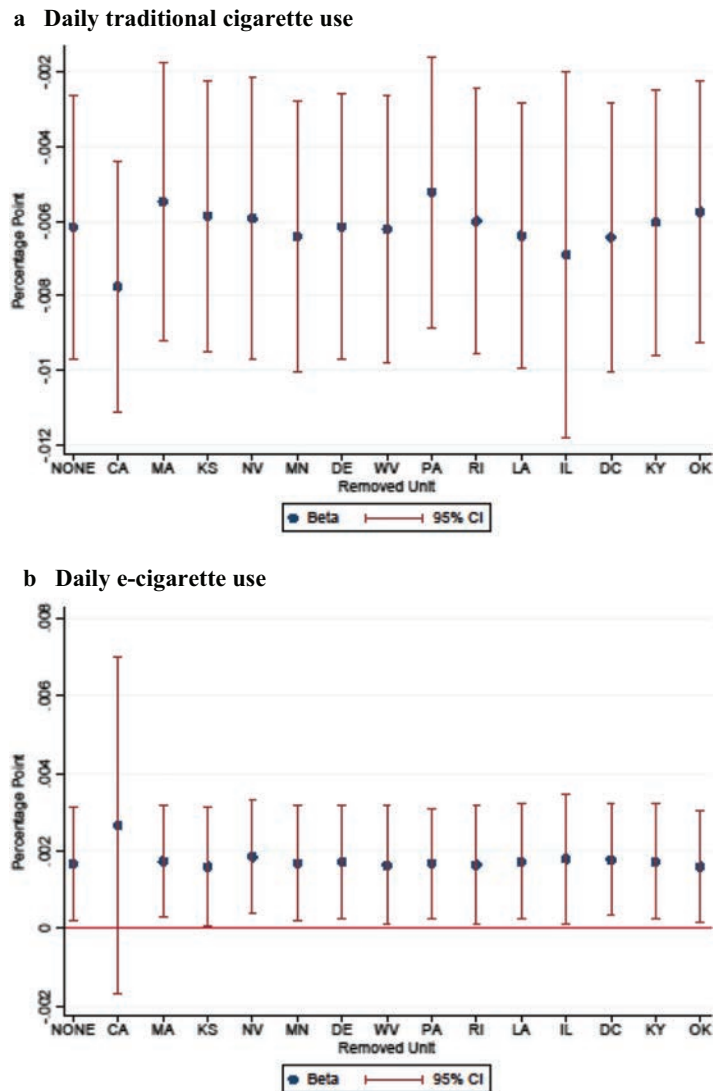 a Daily traditional cigarette use
-.002
-.004
-.006
-.008
-.01
-.012
Percentage Point
NONE CA MA KS NV MN DE WV PA RI LA IL DC KY OK
Removed Unit
Beta 95% CI
b Daily e-cigarette use
.008
.006
.004
.002
0
-.002
Percentage Point
NONE CA MA KS NV MN DE WV PA RI LA IL DC KY OK
Removed Unit
Beta 95% CI